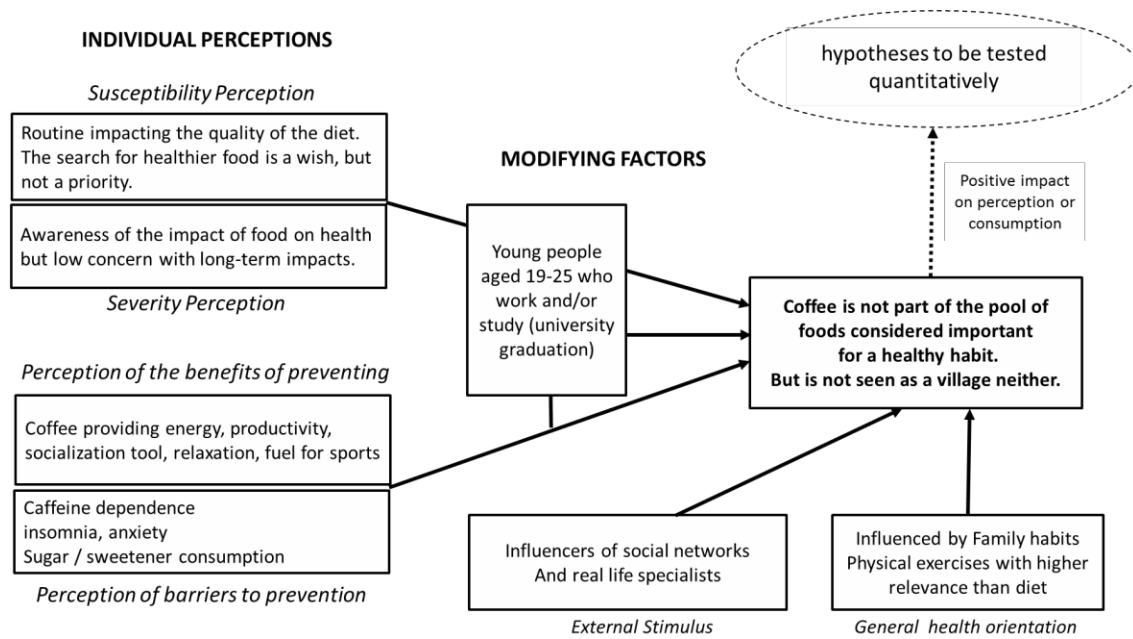 INDIVIDUAL PERCEPTIONS
Susceptibility Perception
Routine impacting the quality of the diet.
The search for healthier food is a wish, but
not a priority.
Awareness of the impact of food on health
but low concern with long-term impacts.
Severity Perception
Perception of the benefits of preventing
Coffee providing energy, productivity,
socialization tool, relaxation, fuel for sports
Caffeine dependence
insomnia, anxiety
Sugar / sweetener consumption
Perception of barriers to prevention
MODIFYING FACTORS
Young people
aged 19-25 who
work and/or
study (university
graduation)
hypotheses to be tested
quantitatively
Positive impact
on perception or
consumption
Coffee is not part of the pool of
foods considered important
for a healthy habit.
But is not seen as a village neither.
Influencers of social networks
And real life specialists
External Stimulus
Influenced by Family habits
Physical exercises with higher
relevance than diet
General health orientation